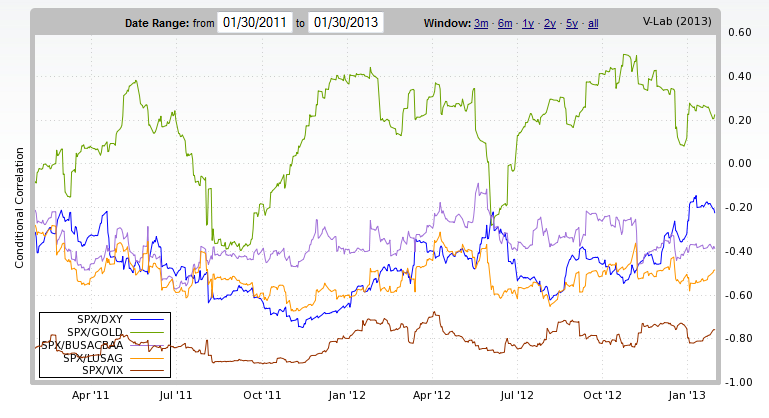 Date Range: from 01/30/2011 to 01/30/2013 Window: 3m · 6m · 1y · 2y · 5y · all V-Lab (2013)
0.60
0.40
0.20
0.00
-0.20
-0.40
-0.60
-0.80
-1.00
Conditional Correlation
SPX/DXY
SPX/GOLD
SPX/BUSACBAA
SPX/LUSAG
SPX/VIX
Apr '11 Jul '11 Oct '11 Jan '12 Apr '12 Jul '12 Oct '12 Jan '13